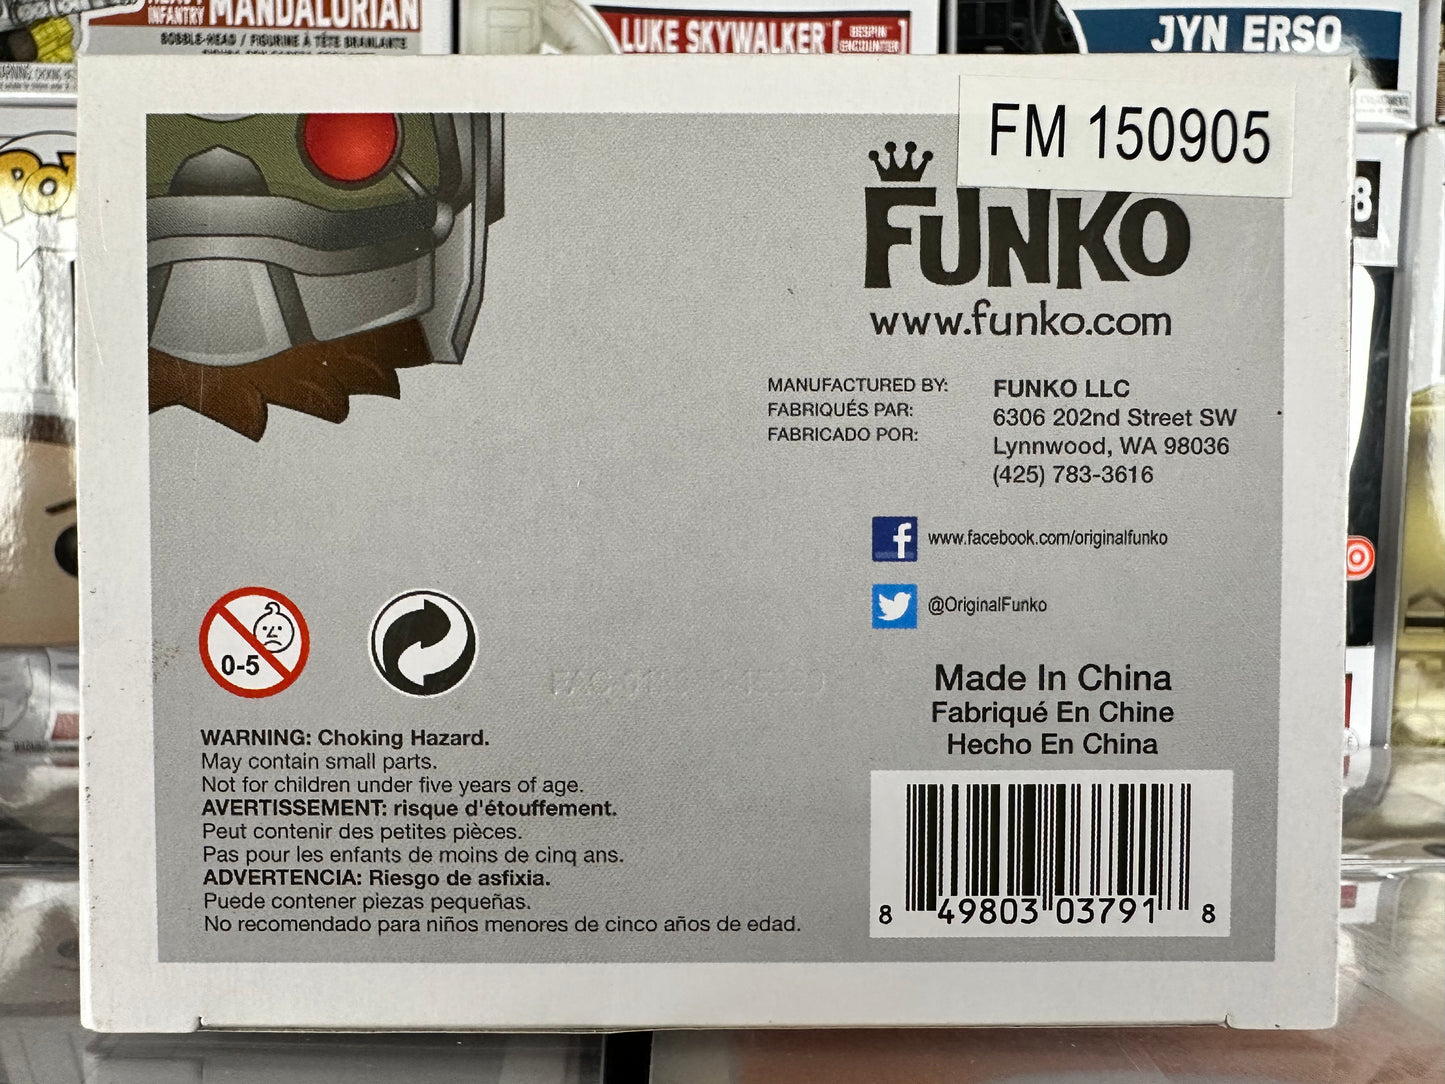 INFANTRY MANDALORIAN
BOBBLE-HEAD / FIGURINE À TÊTE BRANLANTE
LUKE SKYWALKER
BESPIN
ENCOUNTER
JYN ERSO
POP
8
FM 150905
FUNKO
www.funko.com
MANUFACTURED BY:
FABRIQUÉS PAR:
FABRICADO POR:
FUNKO LLC
6306 202nd Street SW
Lynnwood, WA 98036
(425) 783-3616
f www.facebook.com/originalfunko
@OriginalFunko
0-5
Made In China
Fabriqué En Chine
Hecho En China
WARNING: Choking Hazard.
May contain small parts.
Not for children under five years of age.
AVERTISSEMENT: risque d'étouffement.
Peut contenir des petites pièces.
Pas pour les enfants de moins de cinq ans.
ADVERTENCIA: Riesgo de asfixia.
Puede contener piezas pequeñas.
No recomendado para niños menores de cinco años de edad.
8 49803 03791 8